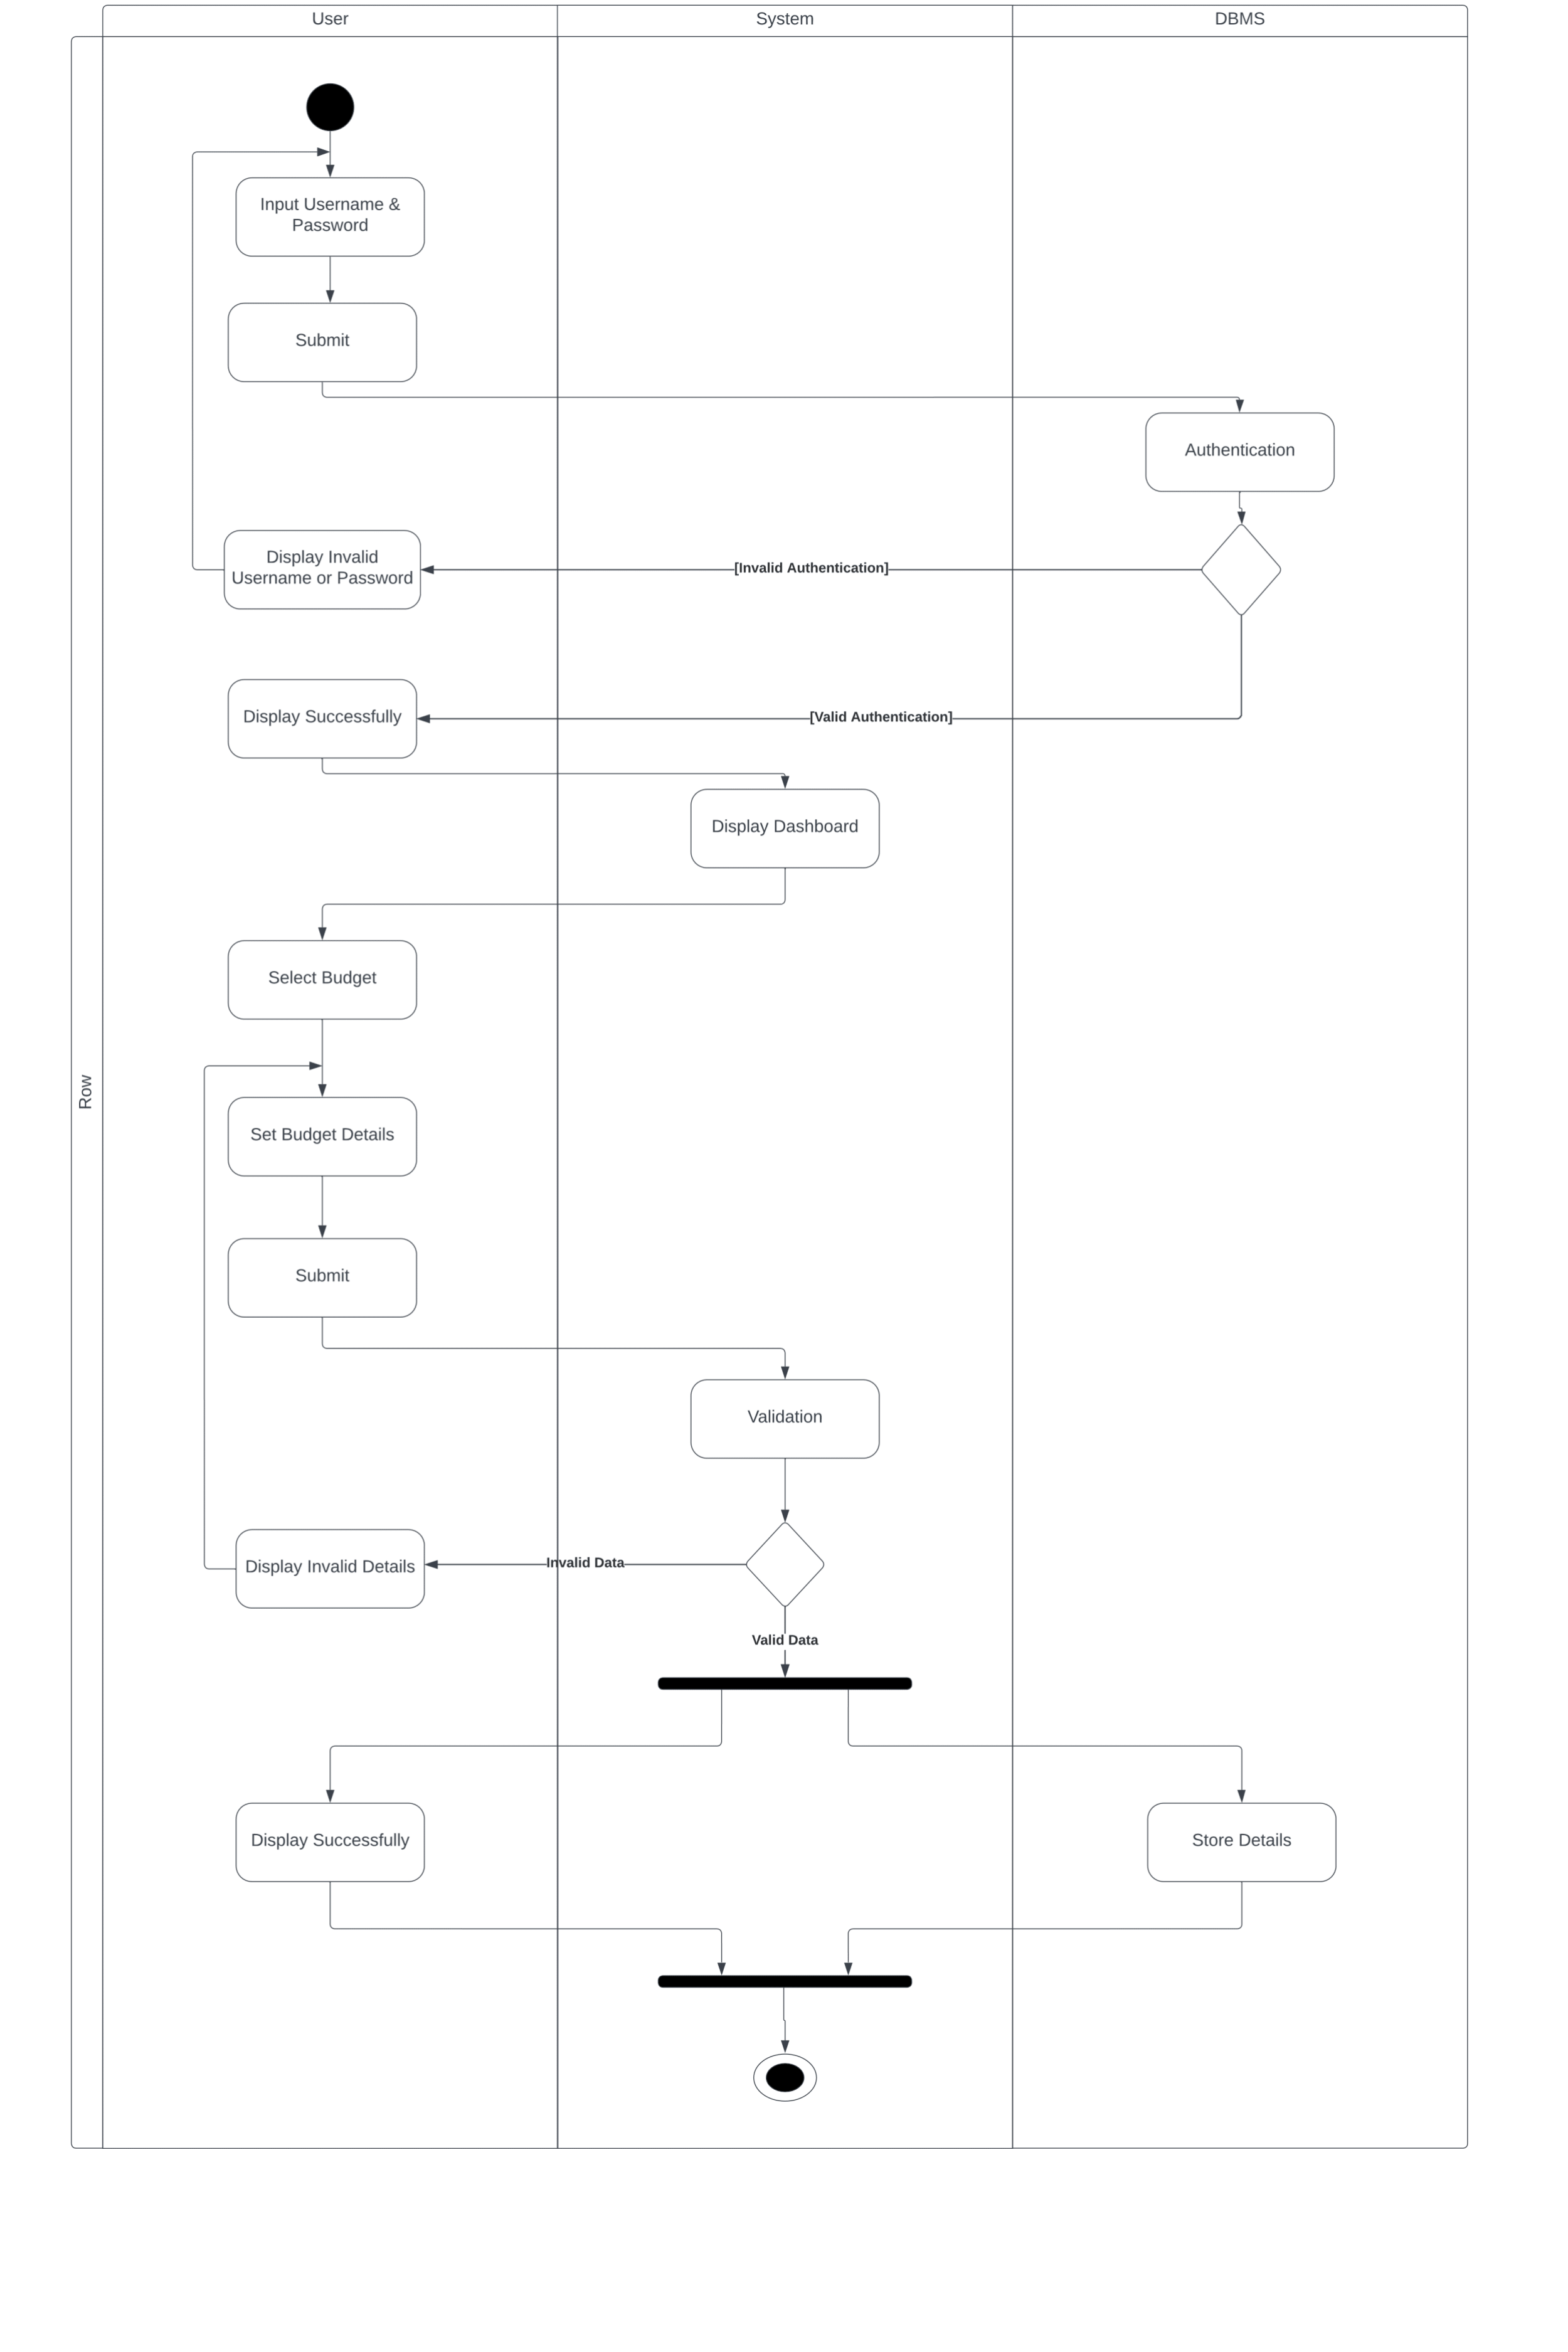 User
System
DBMS
Input Username &
Password
Submit
Authentication
Display Invalid
Username or Password
[Invalid Authentication]
Display Successfully
[Valid Authentication]
Display Dashboard
Select Budget
Row
Set Budget Details
Submit
Validation
Display Invalid Details
Invalid Data
Valid Data
Display Successfully
Store Details